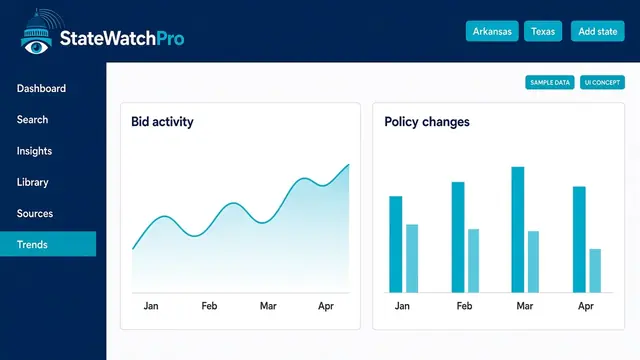 StateWatchPro
Arkansas
Texas
Add state
Dashboard
Search
Insights
Library
Sources
Trends
SAMPLE DATA
UI CONCEPT
Bid activity
Jan Feb Mar Apr
Policy changes
Jan Feb Mar Apr